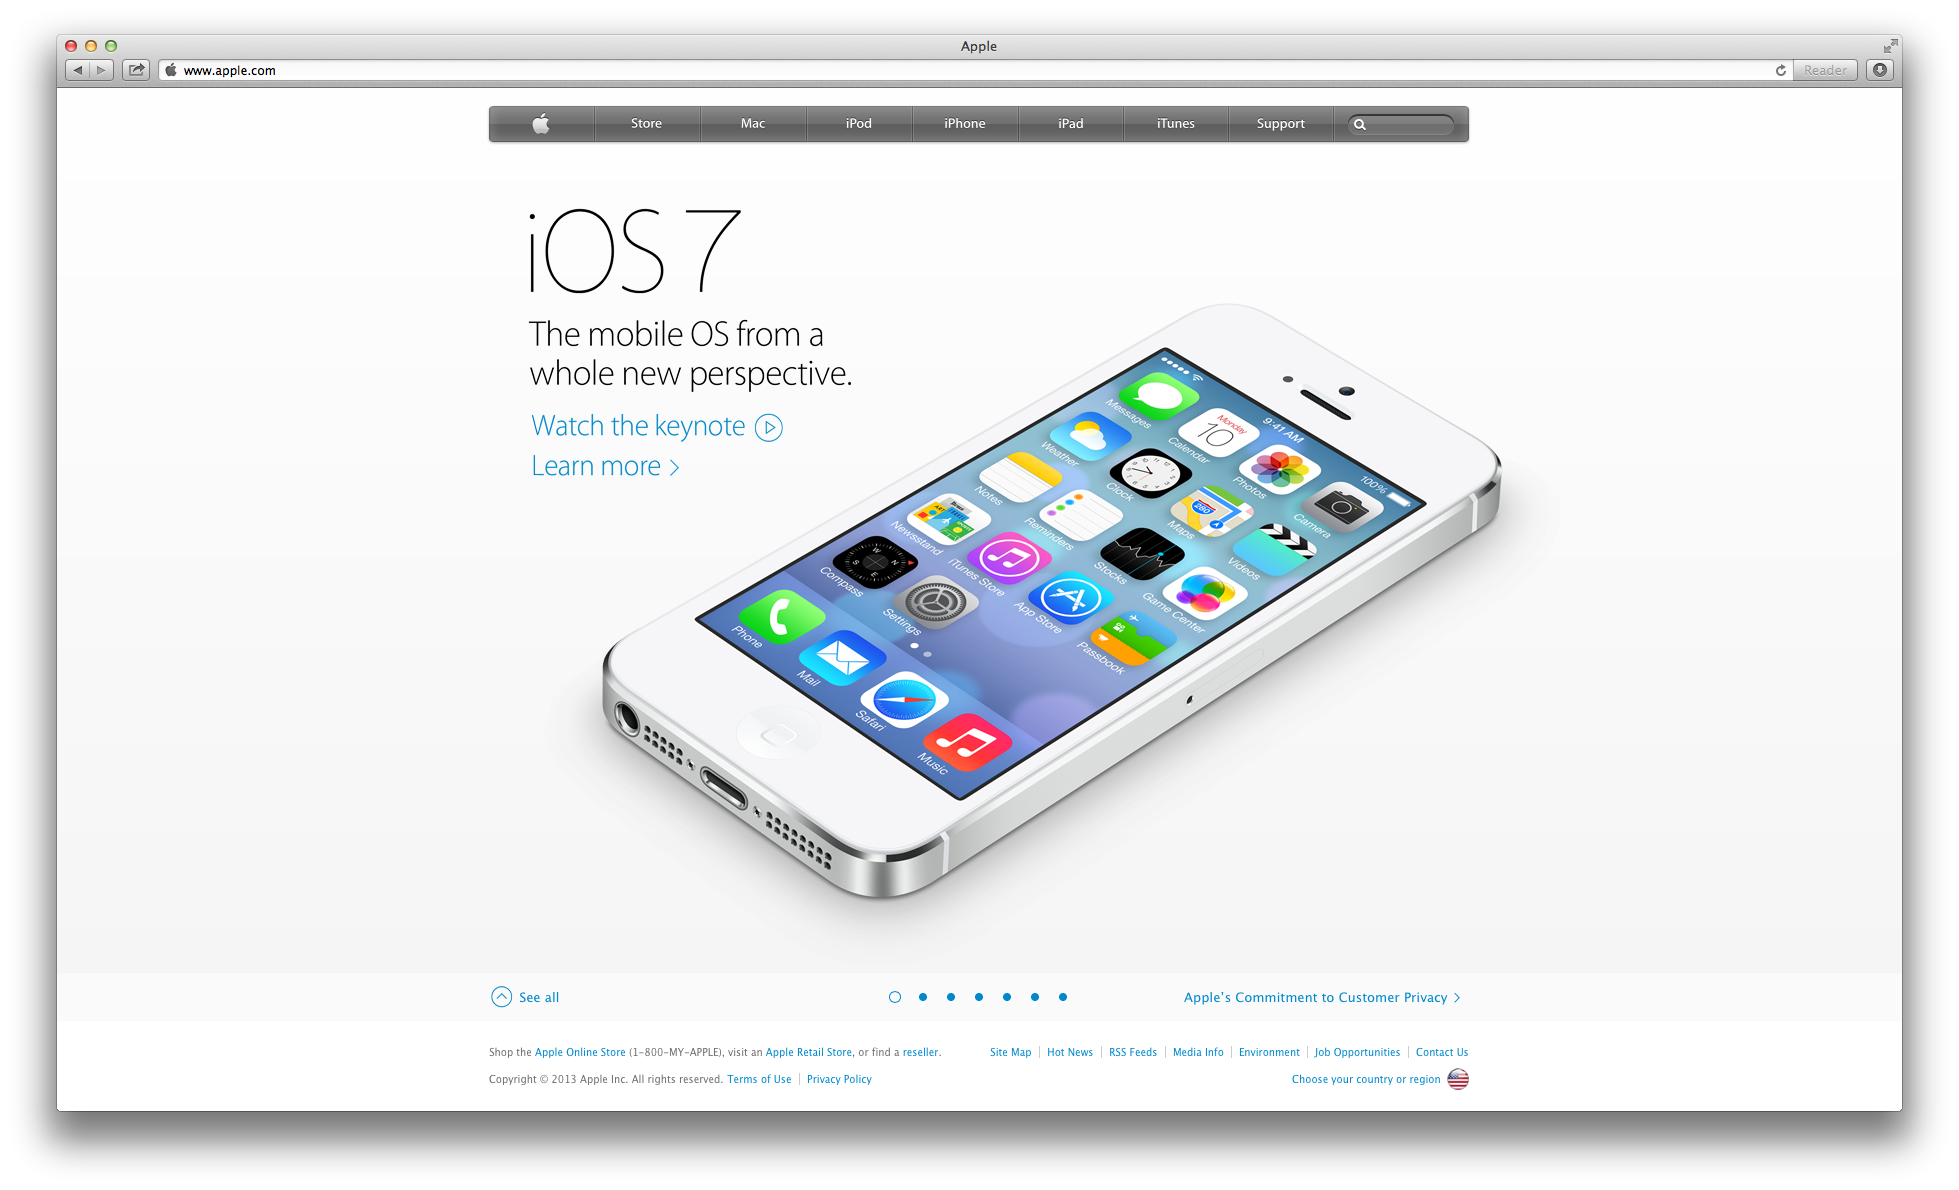 Apple
www.apple.com
Reader
Store Mac iPod iPhone iPad iTunes Support
iOS 7
The mobile OS from a
whole new perspective.
Watch the keynote
Learn more
9:41 AM
100%
Messages
Monday
10
Calendar
Photos
Camera
Weather
Clock
Maps
280
Videos
Notes
Reminders
Stocks
Game Center
Newsstand
ART
iTunes Store
App Store
Passbook
Compass
N
E
S
W
Settings
Phone
Mail
Safari
Music
See all
Apple's Commitment to Customer Privacy
Shop the Apple Online Store (1-800-MY-APPLE), visit an Apple Retail Store, or find a reseller.
Site Map Hot News RSS Feeds Media Info Environment Job Opportunities Contact Us
Copyright © 2013 Apple Inc. All rights reserved. Terms of Use Privacy Policy
Choose your country or region